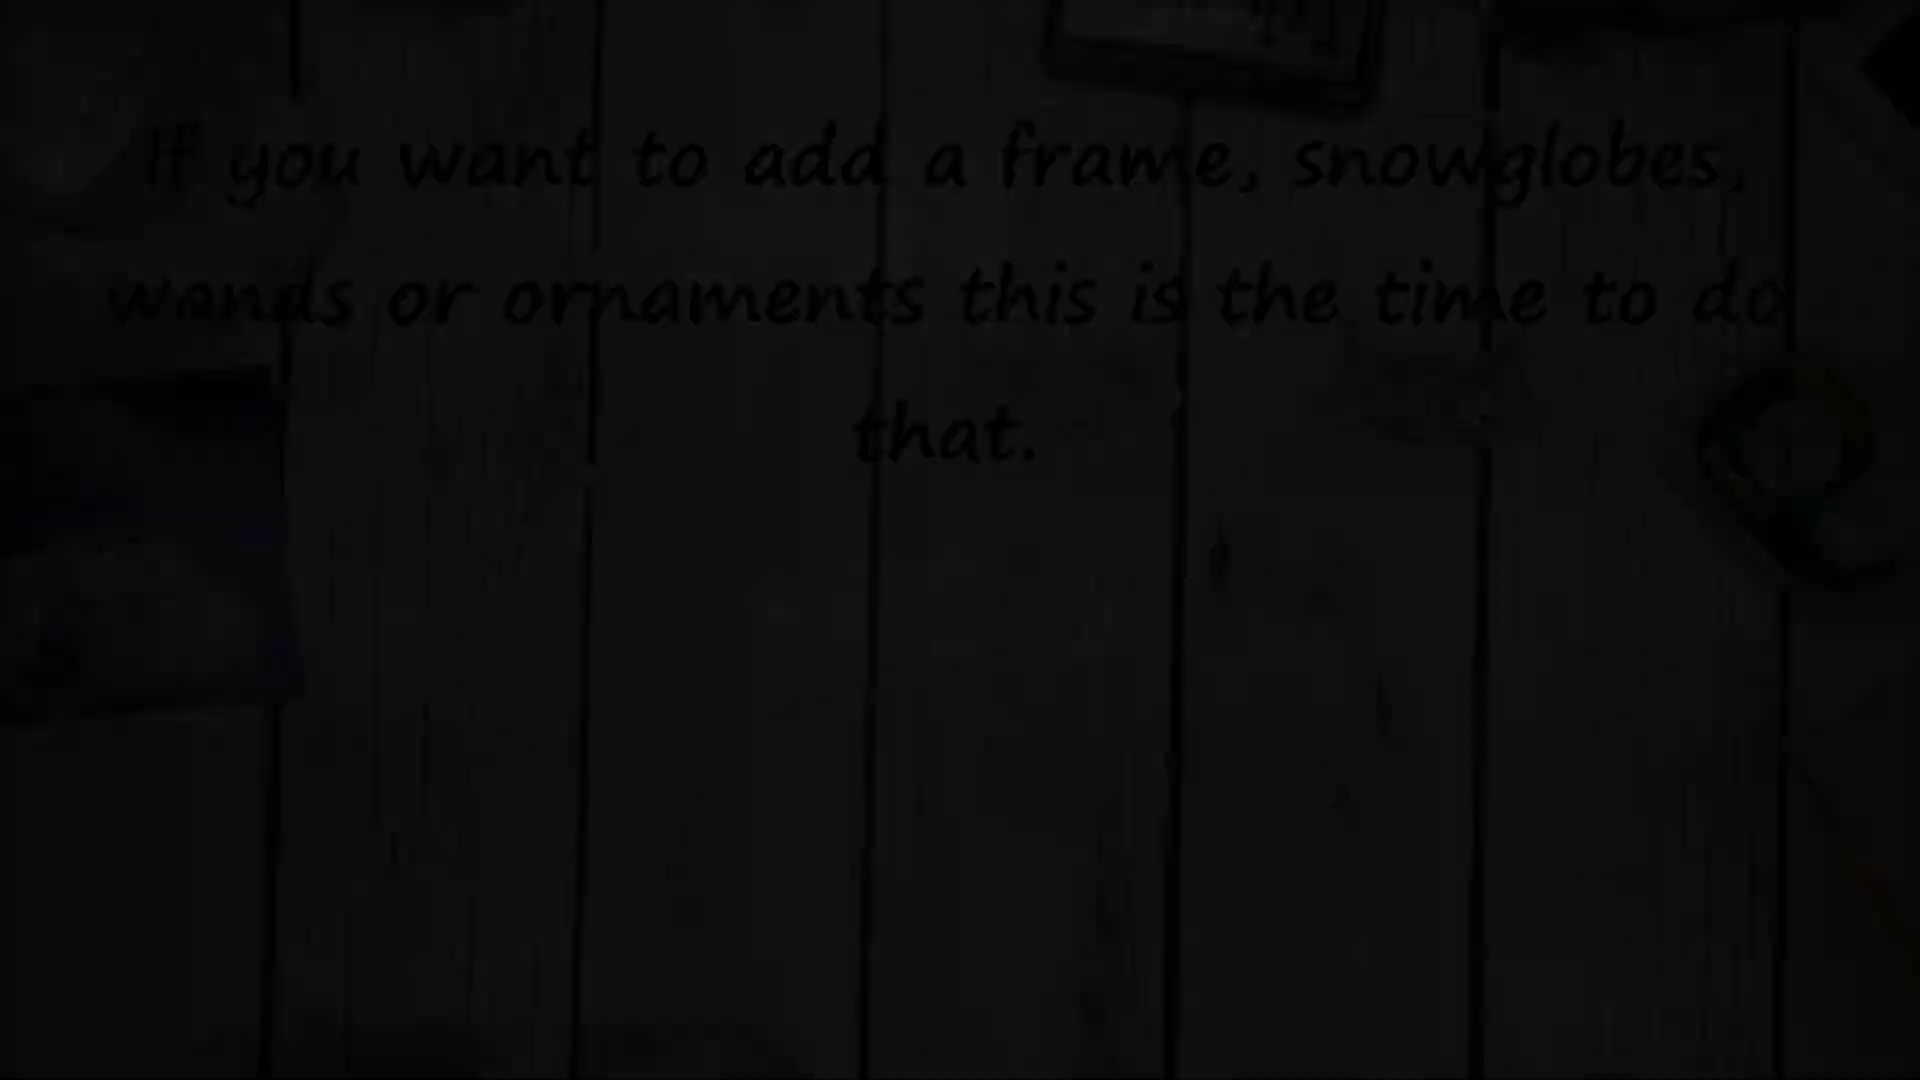 If you want to add a frame, snowglobes,
wands or ornaments this is the time to do
that.